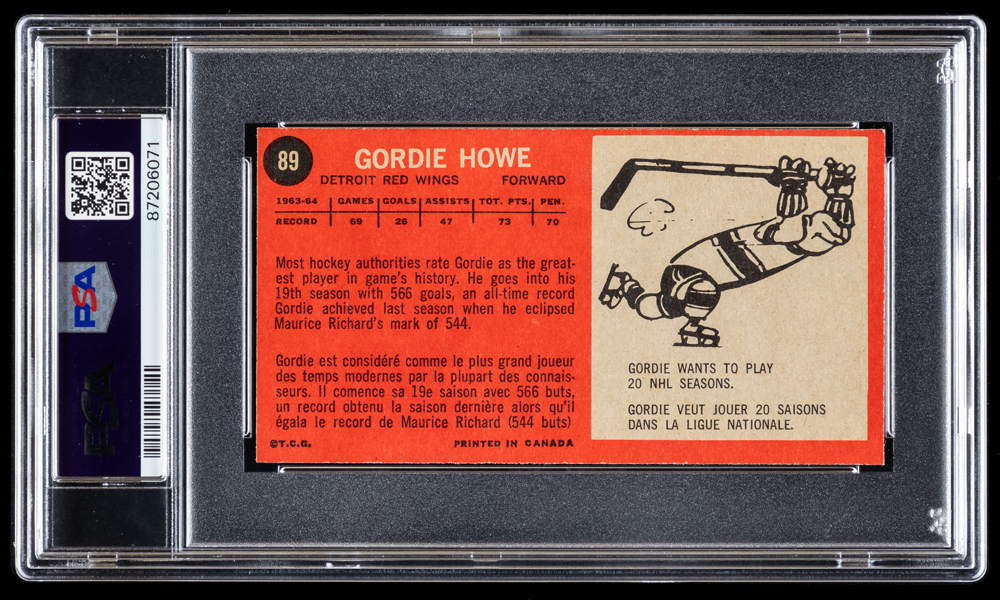 87206071
PSA
PSA
89
GORDIE HOWE
DETROIT RED WINGS FORWARD
1963-64 GAMES GOALS ASSISTS TOT. PTS. PEN.
RECORD 69 26 47 73 70
Most hockey authorities rate Gordie as the great-
est player in game's history. He goes into his
19th season with 566 goals, an all-time record
Gordie achieved last season when he eclipsed
Maurice Richard's mark of 544.
Gordie est considéré comme le plus grand joueur
des temps modernes par la plupart des connais-
seurs. Il comence sa 19e saison avec 566 buts,
un record obtenu la saison dernière alors qu'il
égala le record de Maurice Richard (544 buts)
©T.C.G. PRINTED IN CANADA
GORDIE WANTS TO PLAY
20 NHL SEASONS.
GORDIE VEUT JOUER 20 SAISONS
DANS LA LIGUE NATIONALE.